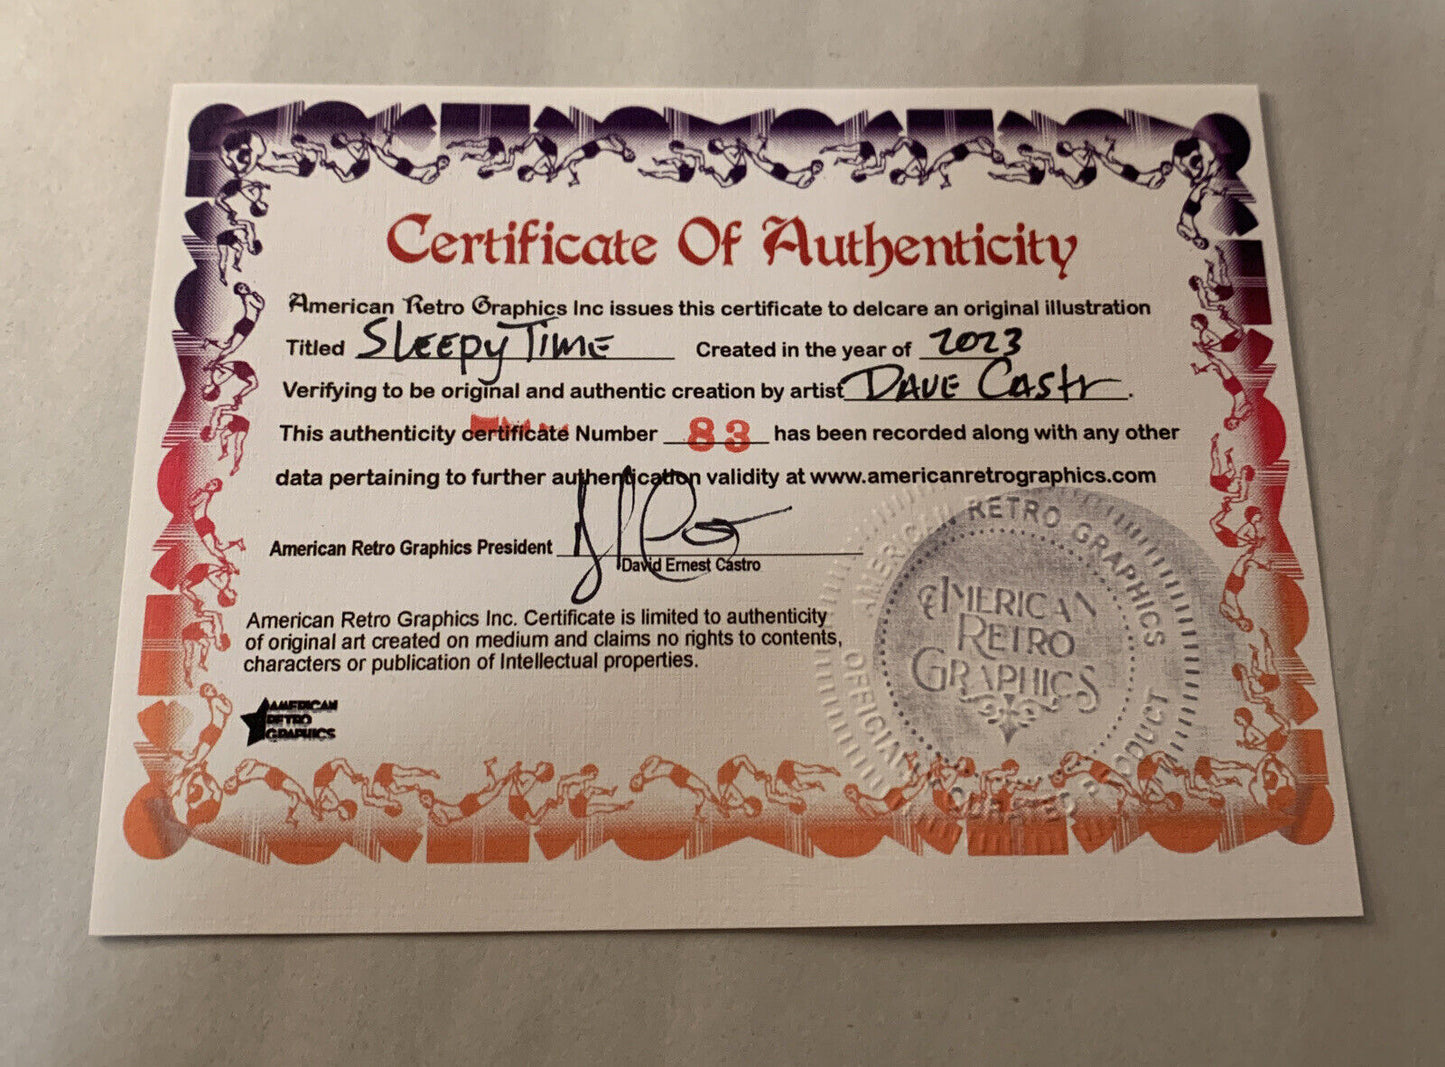 Certificate Of Authenticity
American Retro Graphics Inc issues this certificate to delcare an original illustration
Titled SLEEPY TIME Created in the year of 2023
Verifying to be original and authentic creation by artist DAVE CASTR.
This authenticity certificate Number 83 has been recorded along with any other
data pertaining to further authentication validity at www.americanretrographics.com
American Retro Graphics President
David Ernest Castro
American Retro Graphics Inc. Certificate is limited to authenticity
of original art created on medium and claims no rights to contents,
characters or publication of Intellectual properties.
AMERICAN
RETRO
GRAPHICS
AMERICAN RETRO GRAPHICS
AMERICAN
RETRO
GRAPHICS
OFFICIAL CURATED PRODUCT